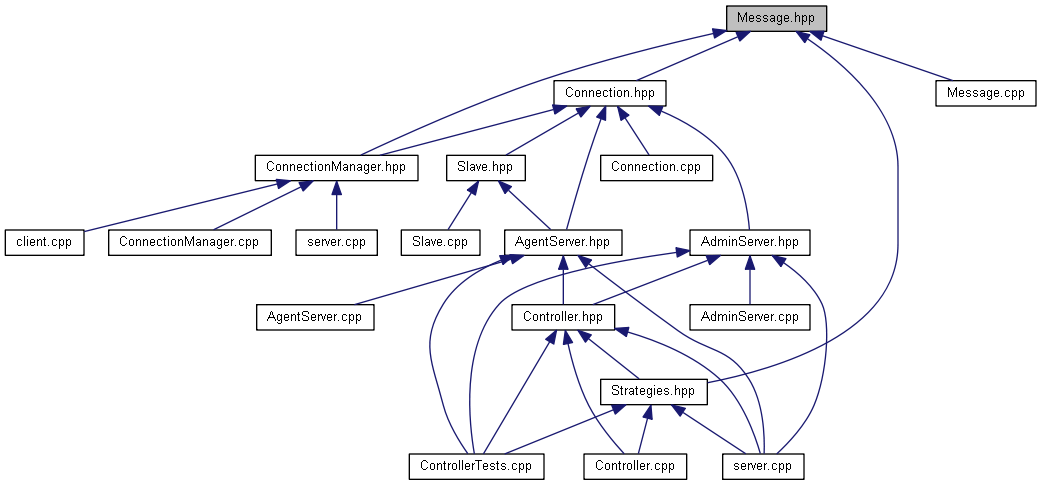 Message.hpp
Connection.hpp
Message.cpp
ConnectionManager.hpp
Slave.hpp
Connection.cpp
client.cpp
ConnectionManager.cpp
server.cpp
Slave.cpp
AgentServer.hpp
AdminServer.hpp
AgentServer.cpp
Controller.hpp
AdminServer.cpp
Strategies.hpp
ControllerTests.cpp
Controller.cpp
server.cpp